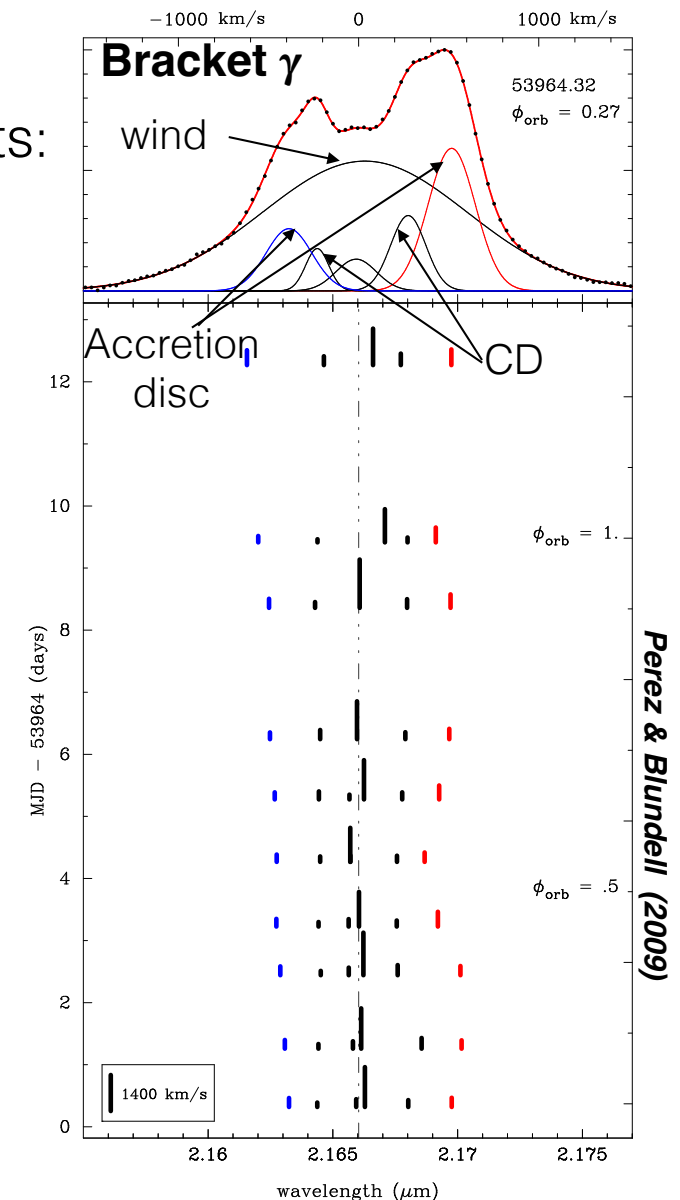 −1000 km/s 0 1000 km/s
Bracket γ
53964.32
ϕorb = 0.27
ts:
wind
Accretion
disc
CD
12
10
ϕorb = 1.
8
MJD − 53964 (days)
6
Perez & Blundell (2009)
4
ϕorb = .5
2
1400 km/s
0
2.16 2.165 2.17 2.175
wavelength (μm)